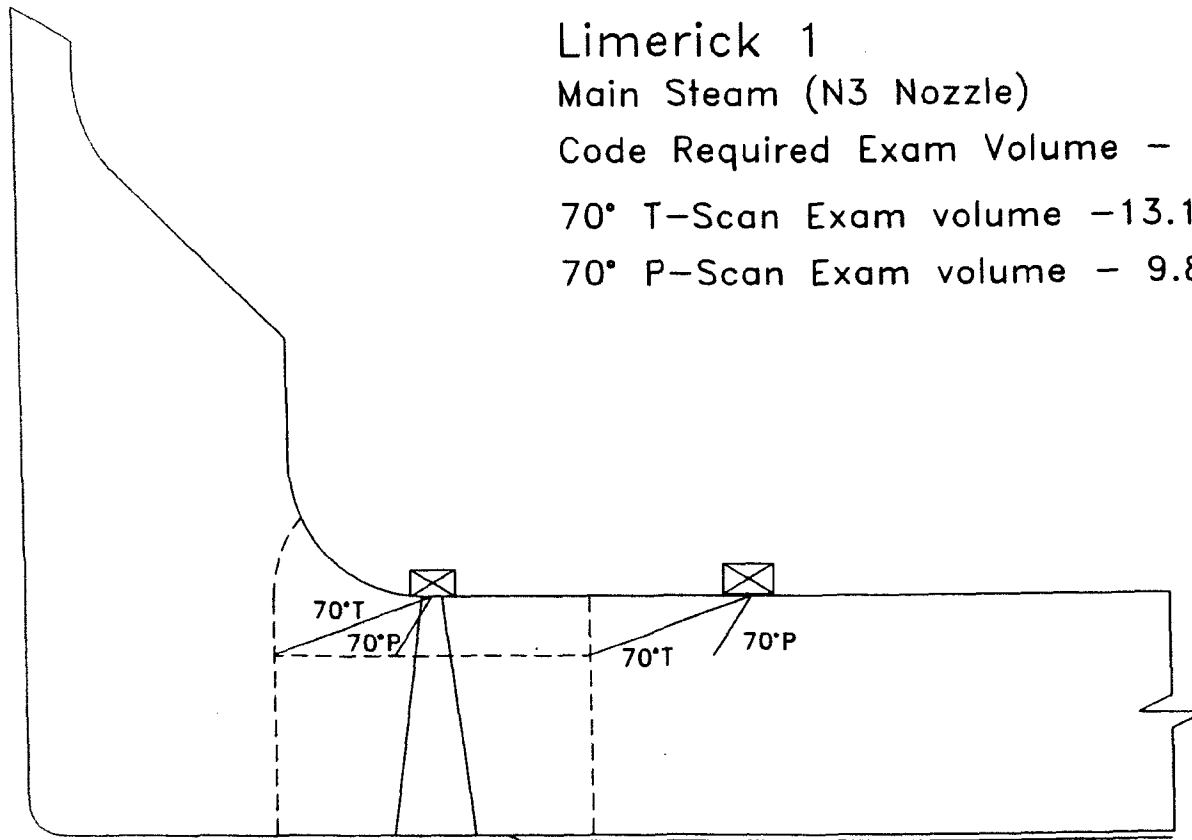 Limerick 1
Main Steam (N3 Nozzle)
Code Required Exam Volume –
70° T–Scan Exam volume –13.1
70° P–Scan Exam volume – 9.8
70°T
70°P
70°T
70°P